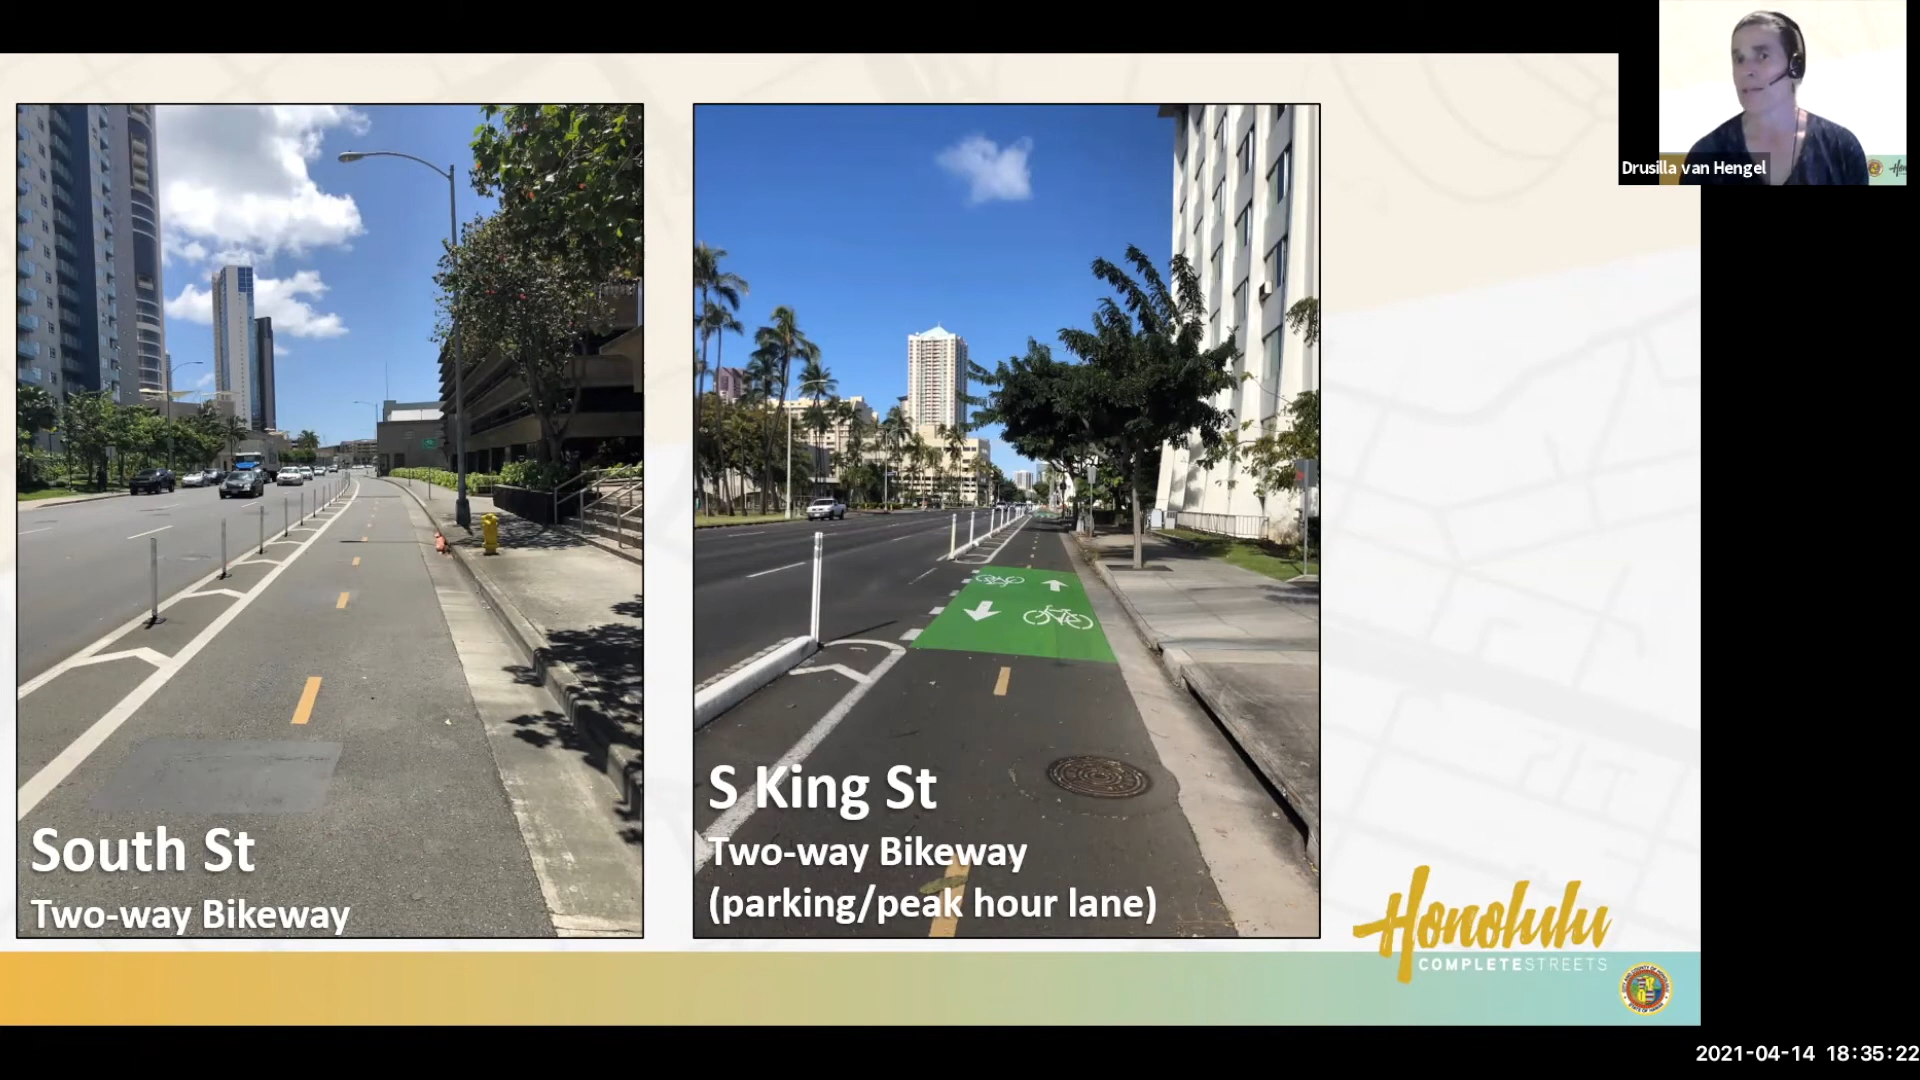 Drusilla van Hengel
South St
Two-way Bikeway
S King St
Two-way Bikeway
(parking/peak hour lane)
Honolulu
COMPLETESTREETS
2021-04-14 18:35:22